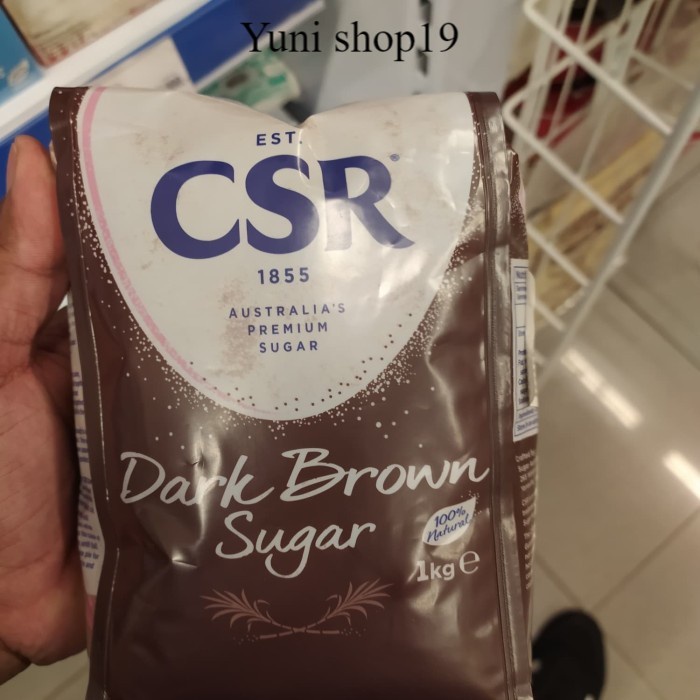 Yuni shop19
EST.
CSR®
1855
AUSTRALIA'S
PREMIUM
SUGAR
Dark Brown
Sugar
100%
Natural
1kg e